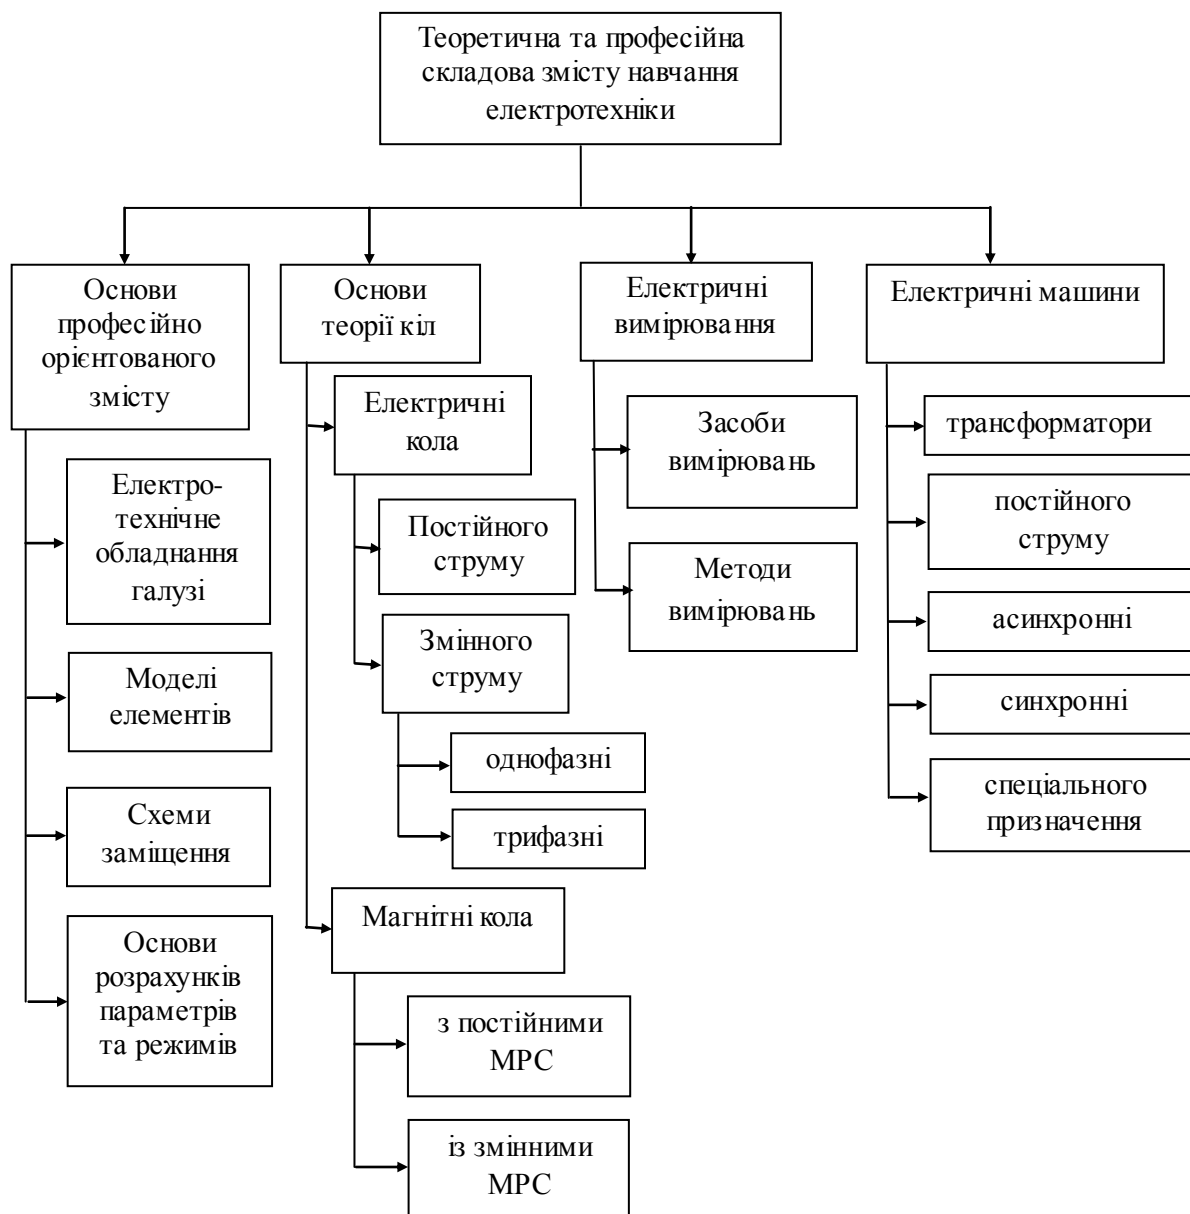 Теоретична та професійна
складова змісту навчання
електротехніки
Основи
професійно
орієнтованого
змісту
Електро-
технічне
обладнання
галузі
Моделі
елементів
Схеми
заміщення
Основи
розрахунків
параметрів
та режимів
Основи
теорії кіл
Електричні
кола
Постійного
струму
Змінного
струму
однофазні
трифазні
Магнітні кола
з постійними
МРС
із змінними
МРС
Електричні
вимірювання
Засоби
вимірювань
Методи
вимірювань
Електричні машини
трансформатори
постійного
струму
асинхронні
синхронні
спеціального
призначення